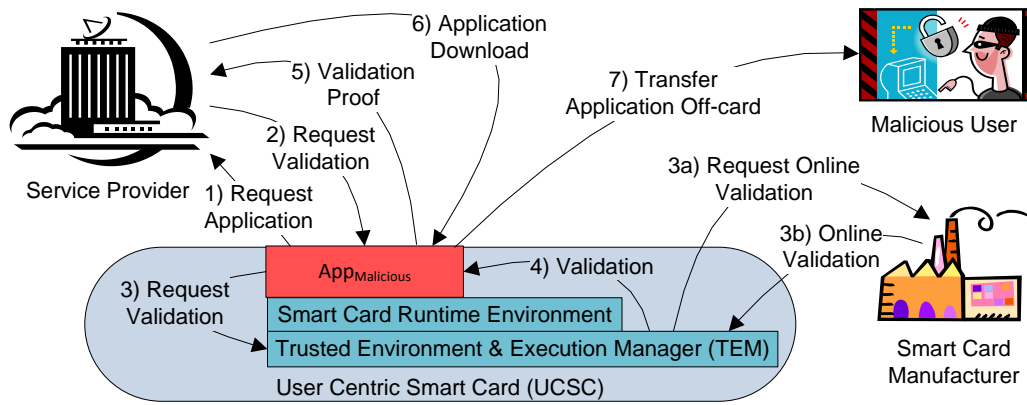 6) Application
Download
5) Validation
Proof
7) Transfer
Application Off-card
2) Request
Validation
Malicious User
Service Provider
1) Request
Application
3a) Request Online
Validation
3b) Online
Validation
App Malicious
4) Validation
3) Request
Validation
Smart Card Runtime Environment
Trusted Environment & Execution Manager (TEM)
User Centric Smart Card (UCSC)
Smart Card
Manufacturer